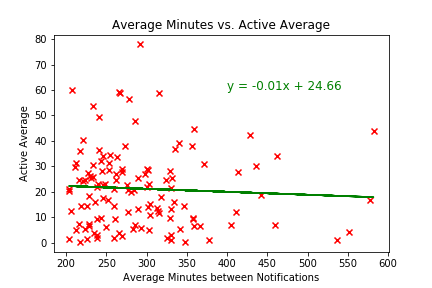 Average Minutes vs. Active Average
80
70
60
50
40
30
20
10
0
Active Average
y = -0.01x + 24.66
200 250 300 350 400 450 500 550 600
Average Minutes between Notifications